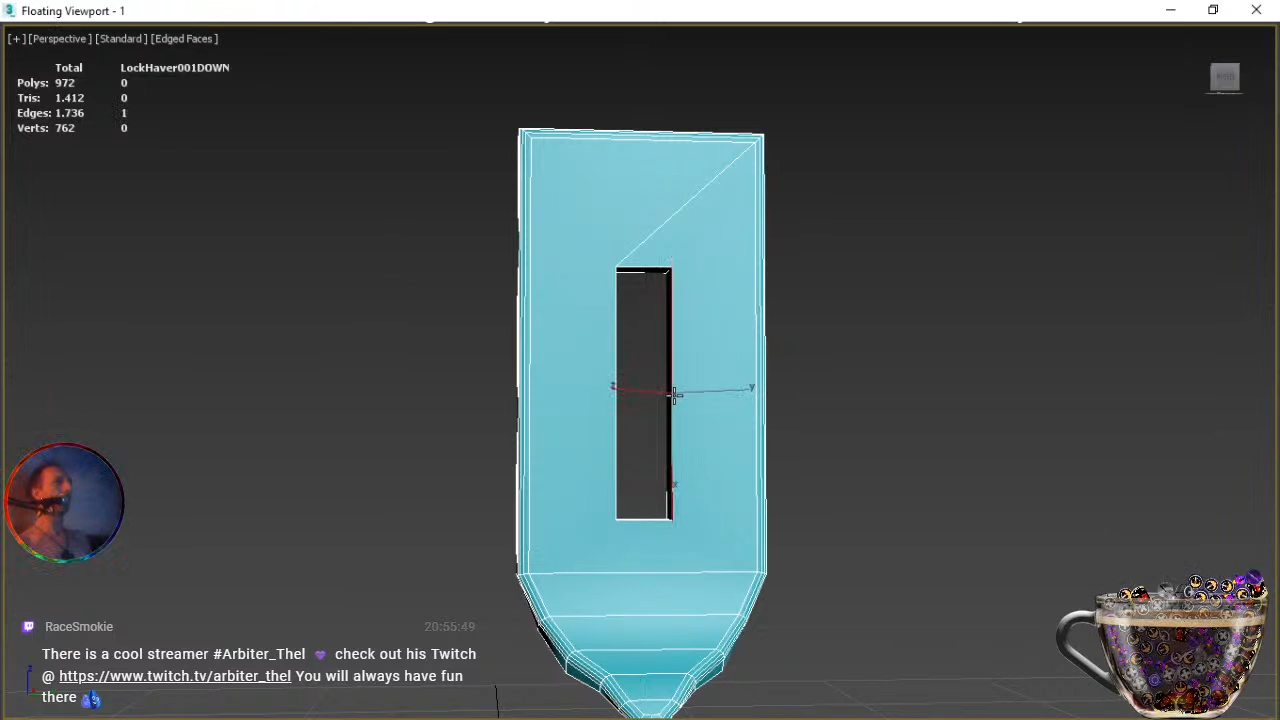 Floating Viewport - 1
[+] [Perspective] [Standard] [Edged Faces]
Total LockHaver001DOWN
Polys: 972 0
Tris: 1.412 0
Edges: 1.736 1
Verts: 762 0
y
x
z
RaceSmokie 20:55:49
There is a cool streamer #Arbiter_Thel 💜 check out his Twitch
@ https://www.twitch.tv/arbiter_thel You will always have fun
there